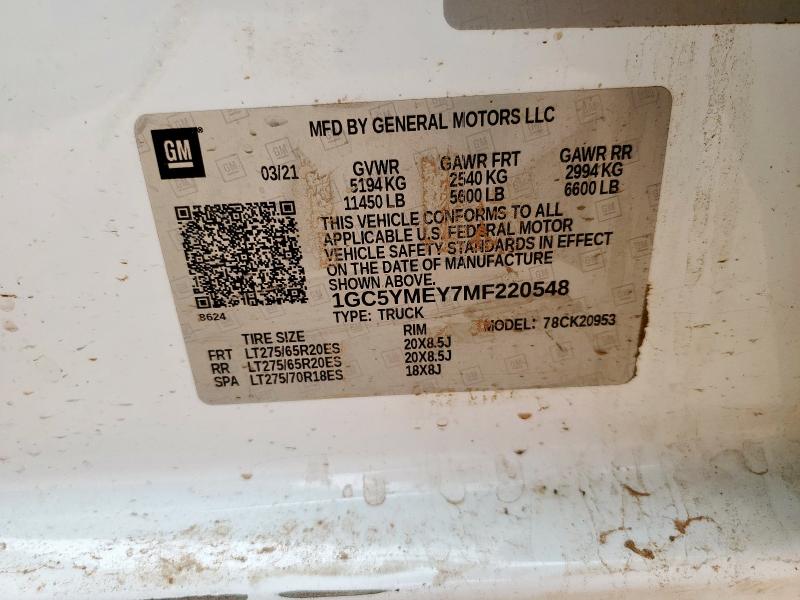 MFD BY GENERAL MOTORS LLC
GM
03/21
GVWR GAWR FRT GAWR RR
5194 KG 2540 KG 2994 KG
11450 LB 5600 LB 6600 LB
THIS VEHICLE CONFORMS TO ALL
APPLICABLE U.S. FEDERAL MOTOR
VEHICLE SAFETY STANDARDS IN EFFECT
ON THE DATE OF MANUFACTURE
SHOWN ABOVE.
8624
1GC5YMEY7MF220548
TYPE: TRUCK MODEL: 78CK20953
TIRE SIZE RIM
FRT LT275/65R20ES 20X8.5J
RR LT275/65R20ES 20X8.5J
SPA LT275/70R18ES 18X8J